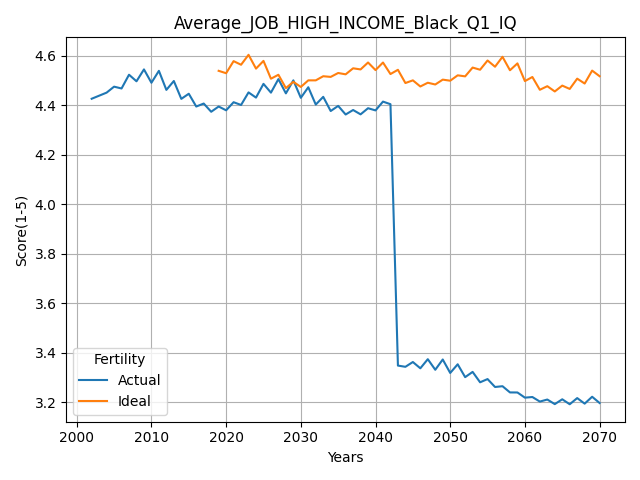 Average_JOB_HIGH_INCOME_Black_Q1_IQ
4.6
4.4
4.2
4.0
3.8
3.6
3.4
3.2
Score(1-5)
Fertility
Actual
Ideal
2000 2010 2020 2030 2040 2050 2060 2070
Years